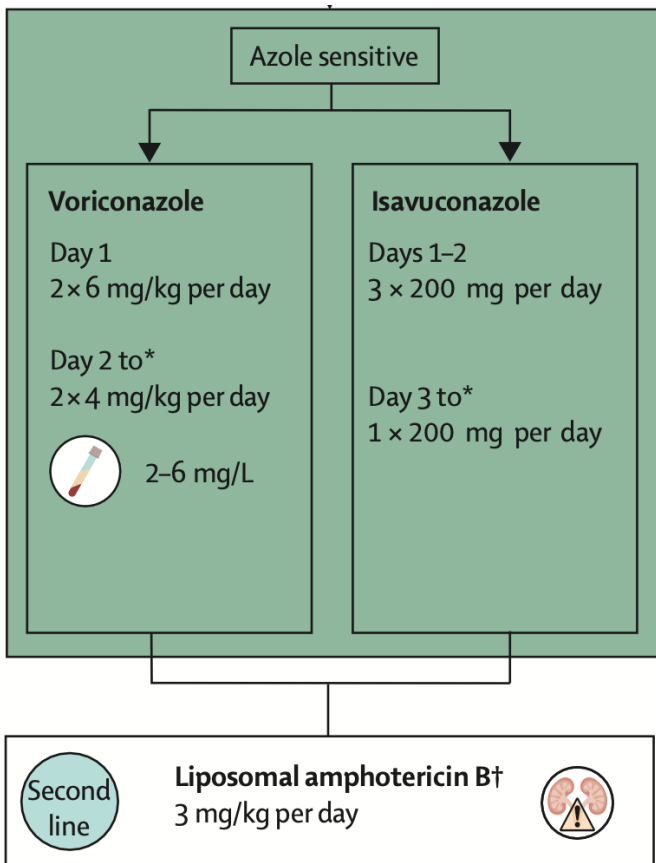 Azole sensitive
Voriconazole
Day 1
2 × 6 mg/kg per day
Day 2 to*
2 × 4 mg/kg per day
2–6 mg/L
Isavuconazole
Days 1–2
3 × 200 mg per day
Day 3 to*
1 × 200 mg per day
Second
line
Liposomal amphotericin B†
3 mg/kg per day
!